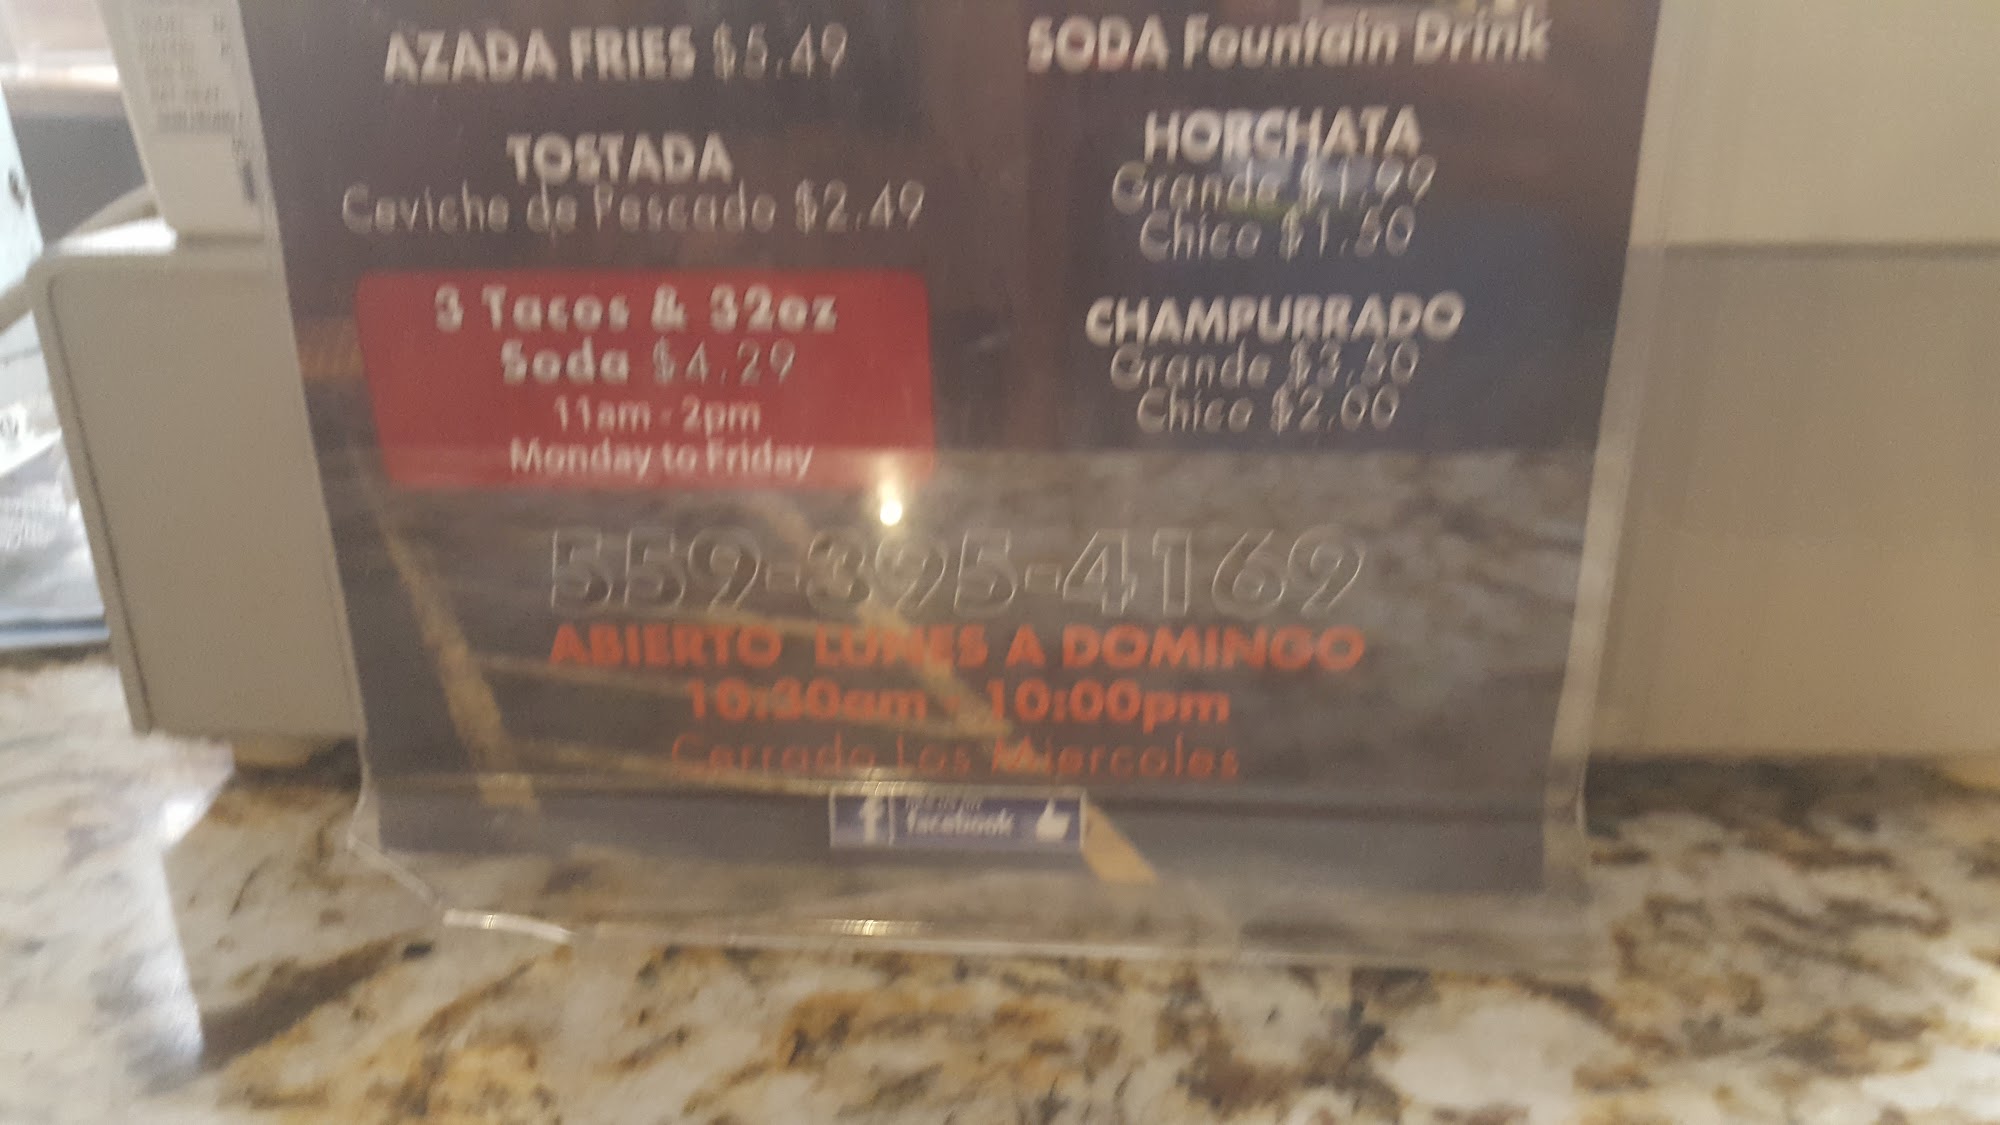 AZADA FRIES $5.49
TOSTADA
Ceviche de Pescado $2.49
3 Tacos & 32oz
Soda $4.29
11am - 2pm
Monday to Friday
SODA Fountain Drink
HORCHATA
Grande $1.99
Chico $1.50
CHAMPURRADO
Grande $3.50
Chico $2.00
559-395-4169
ABIERTO LUNES A DOMINGO
10:30am - 10:00pm
Cerrado Los Miercoles
facebook